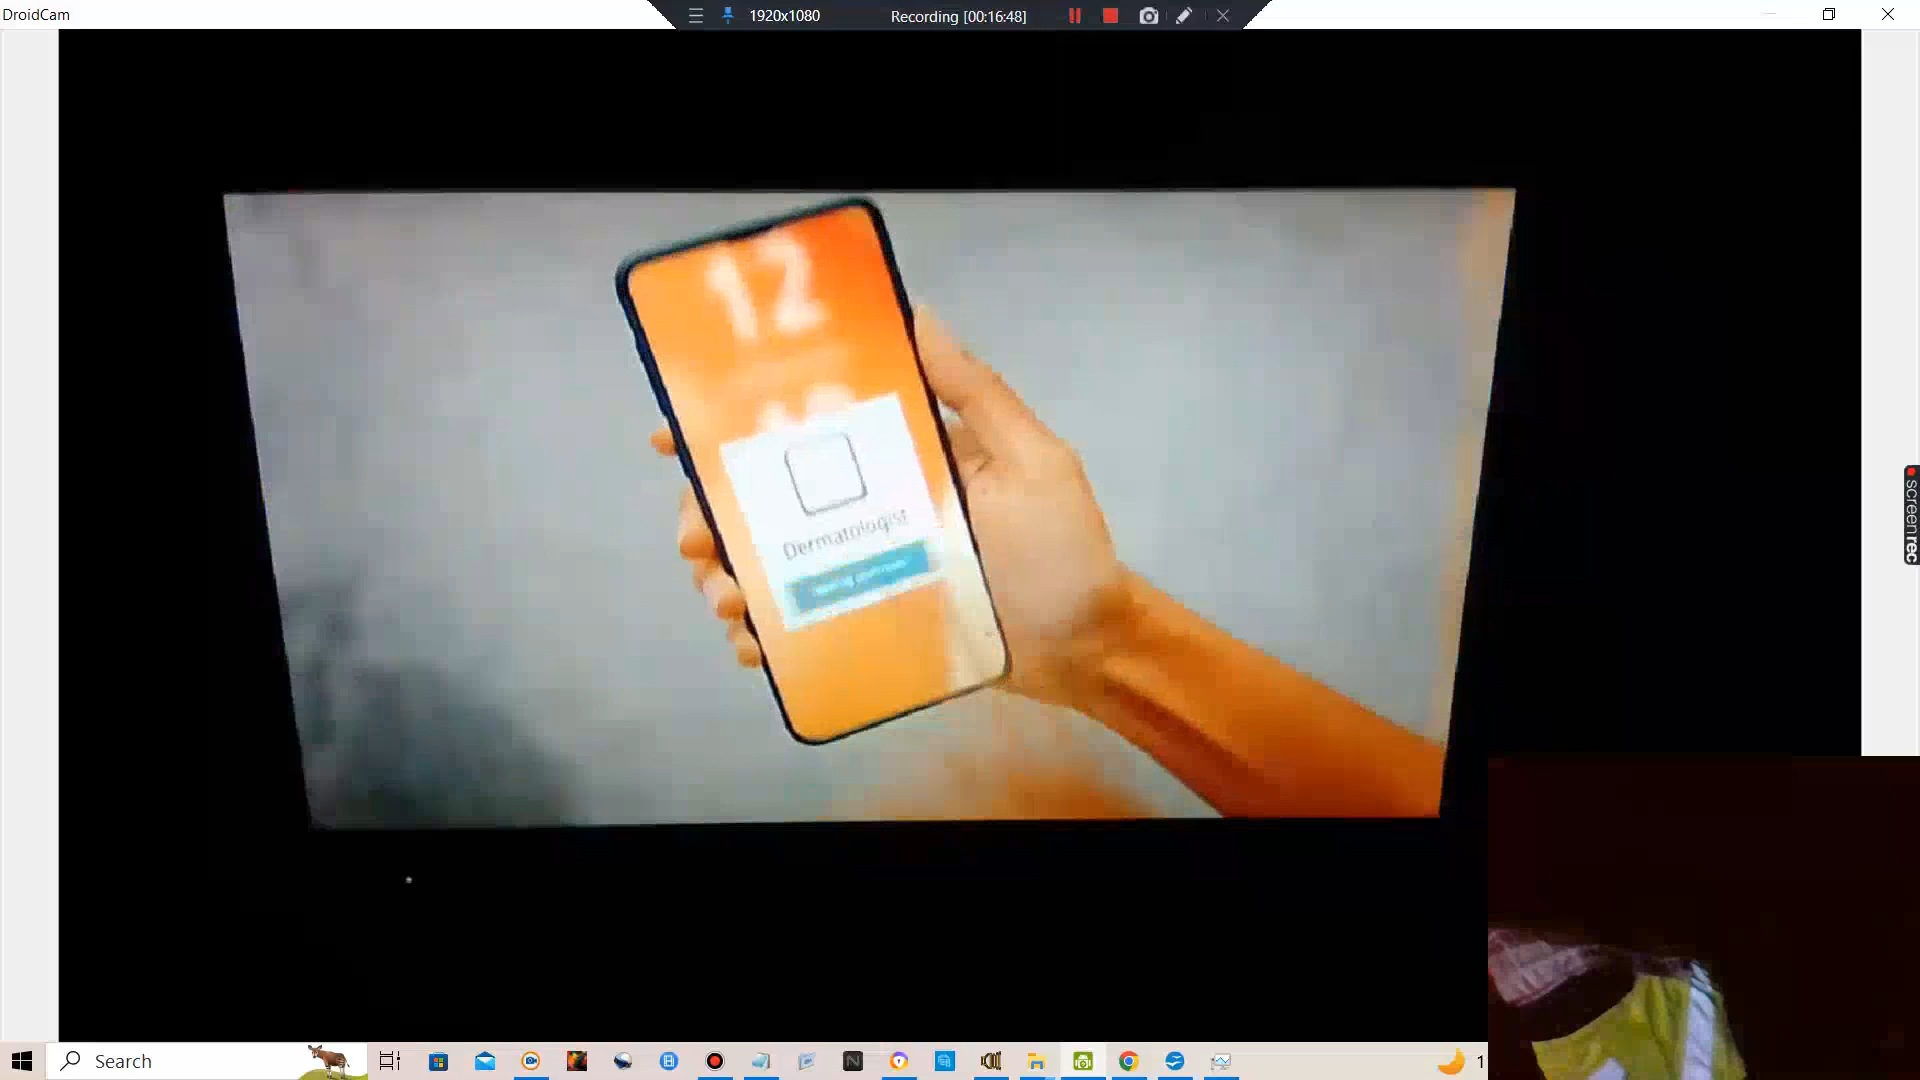 DroidCam
1920x1080
Recording [00:16:48]
12
Dermatologist
screenrec
Search
1